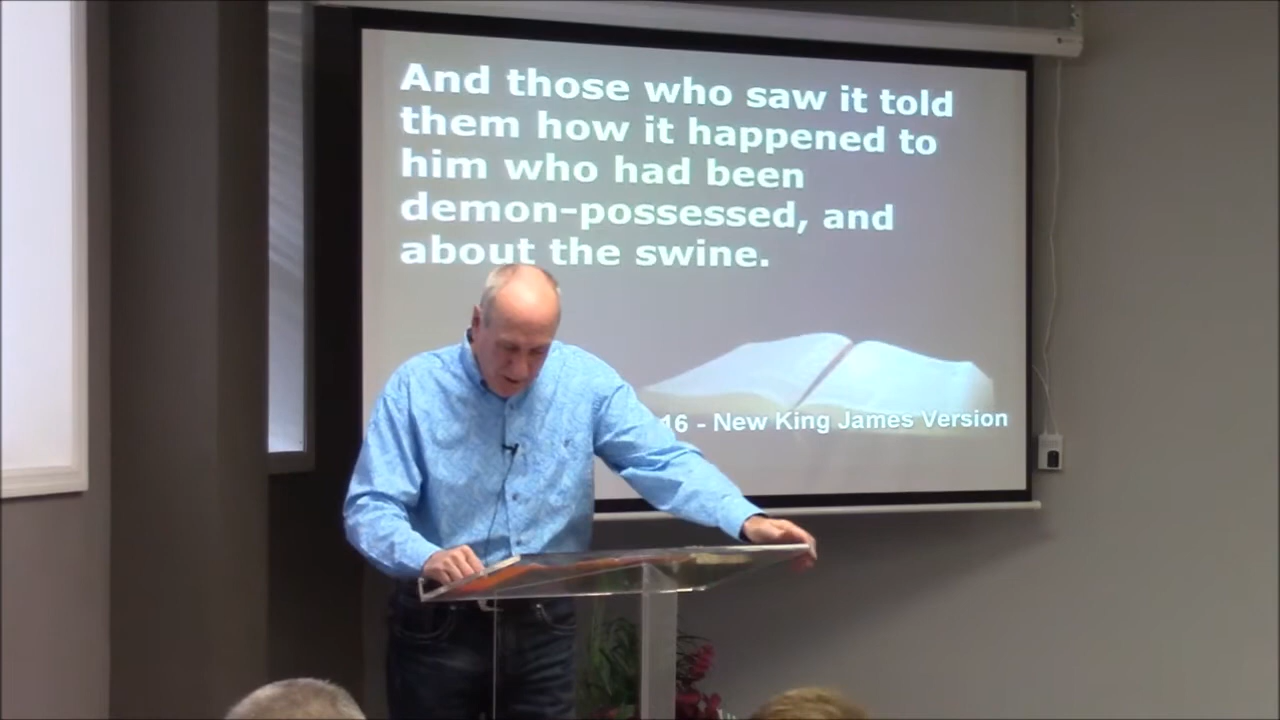 And those who saw it told
them how it happened to
him who had been
demon-possessed, and
about the swine.
16 - New King James Version